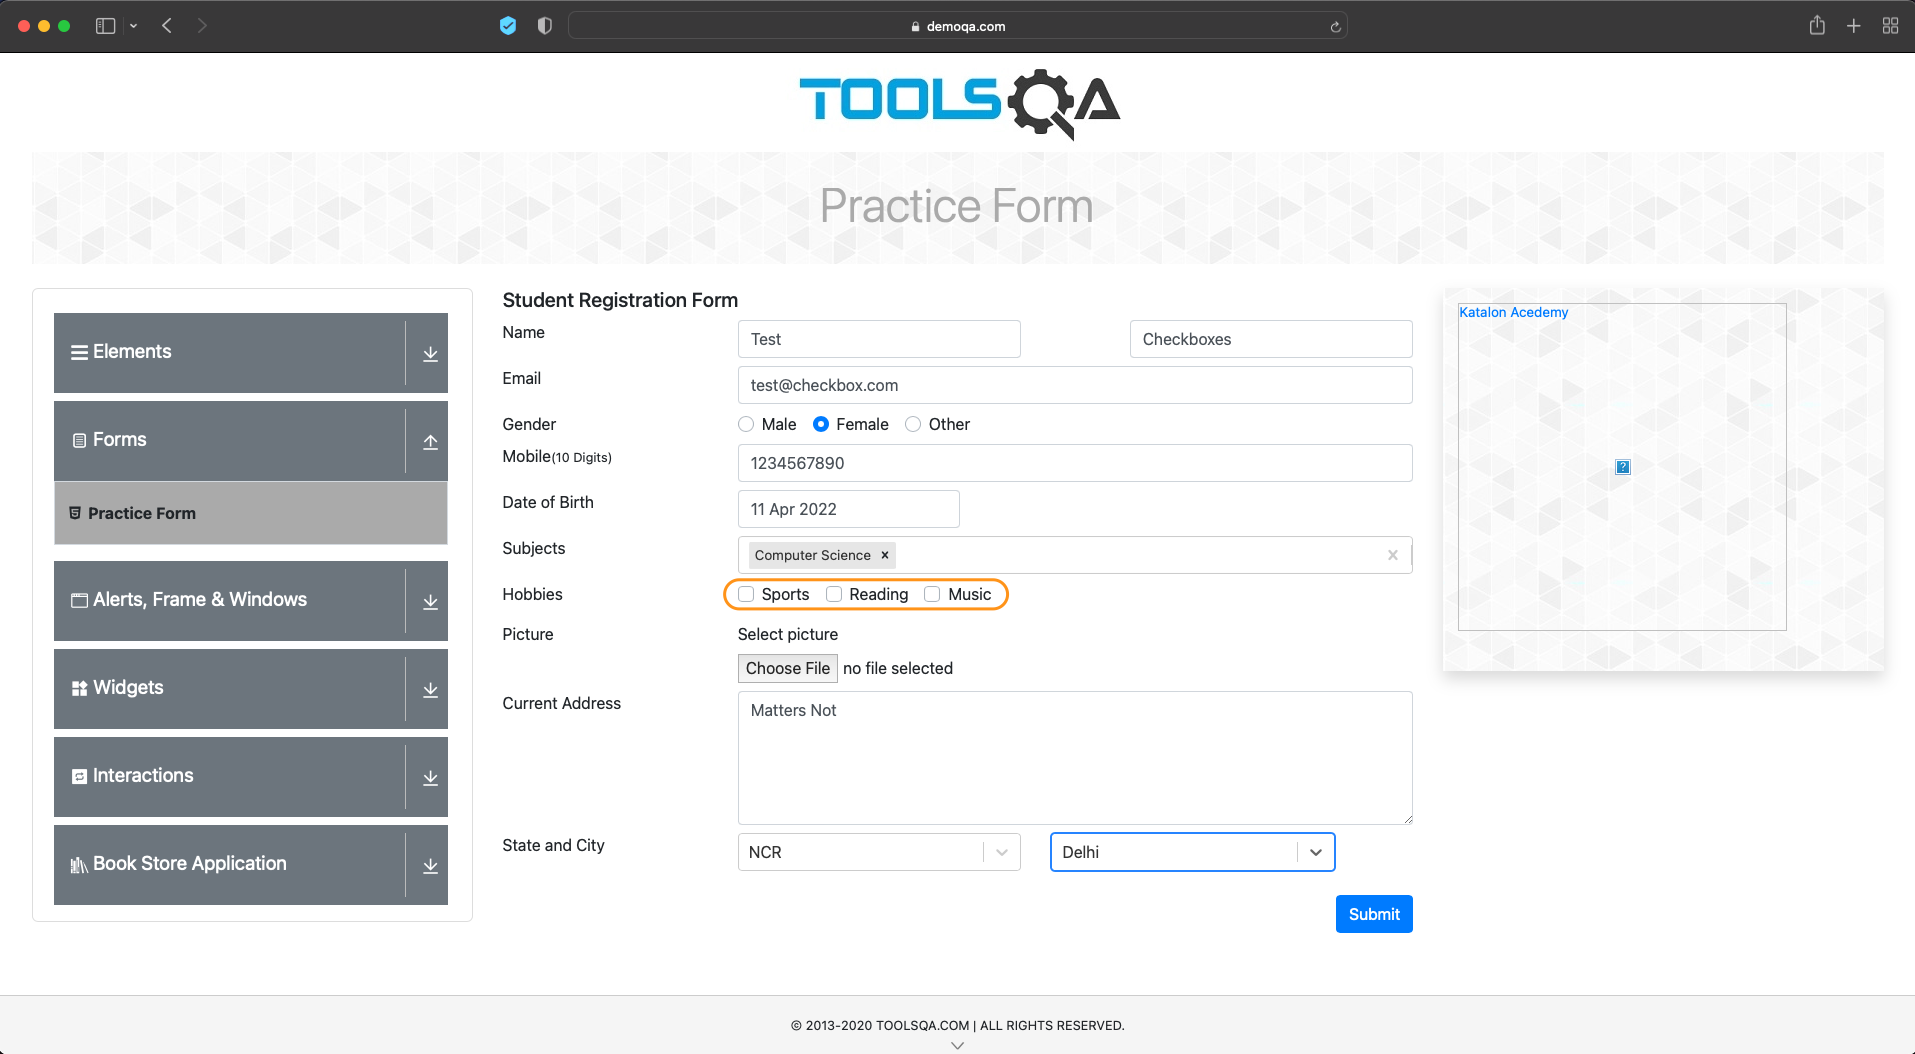 demoqa.com
TOOLSQA
Practice Form
Elements
Forms
Practice Form
Alerts, Frame & Windows
Widgets
Interactions
Book Store Application
Student Registration Form
Name Test Checkboxes
Email test@checkbox.com
Gender Male Female Other
Mobile(10 Digits) 1234567890
Date of Birth 11 Apr 2022
Subjects Computer Science
Hobbies Sports Reading Music
Picture Select picture
Choose File no file selected
Current Address Matters Not
State and City NCR Delhi
Submit
Katalon Acedemy
© 2013-2020 TOOLSQA.COM | ALL RIGHTS RESERVED.